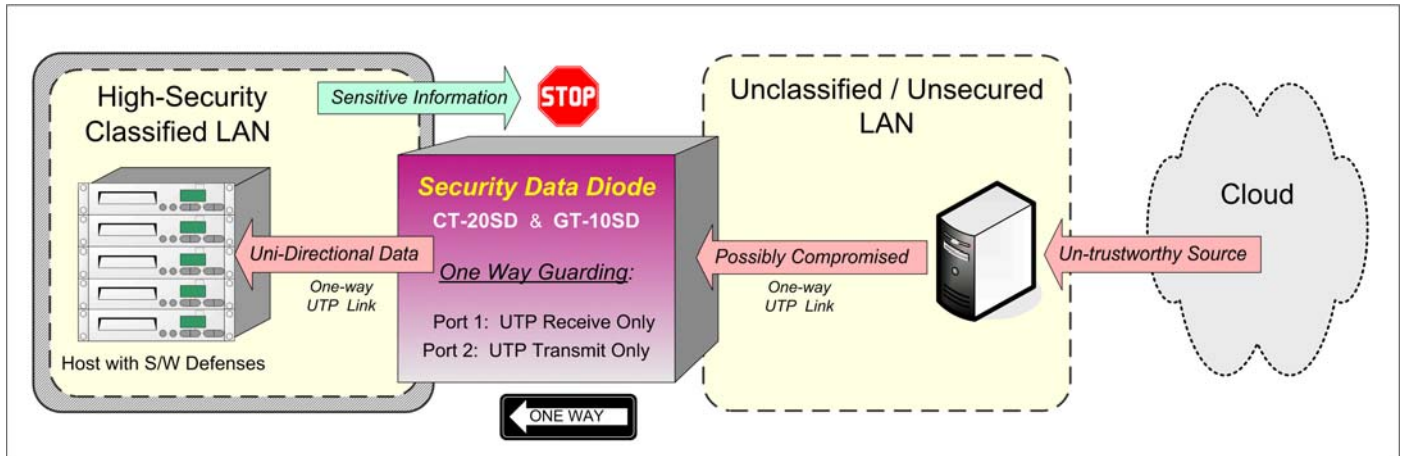 High-Security
Classified LAN
Sensitive Information
STOP
Unclassified / Unsecured
LAN
Cloud
Security Data Diode
CT-20SD & GT-10SD
One Way Guarding:
Port 1: UTP Receive Only
Port 2: UTP Transmit Only
Uni-Directional Data
One-way
UTP Link
Possibly Compromised
One-way
UTP Link
Un-trustworthy Source
Host with S/W Defenses
ONE WAY